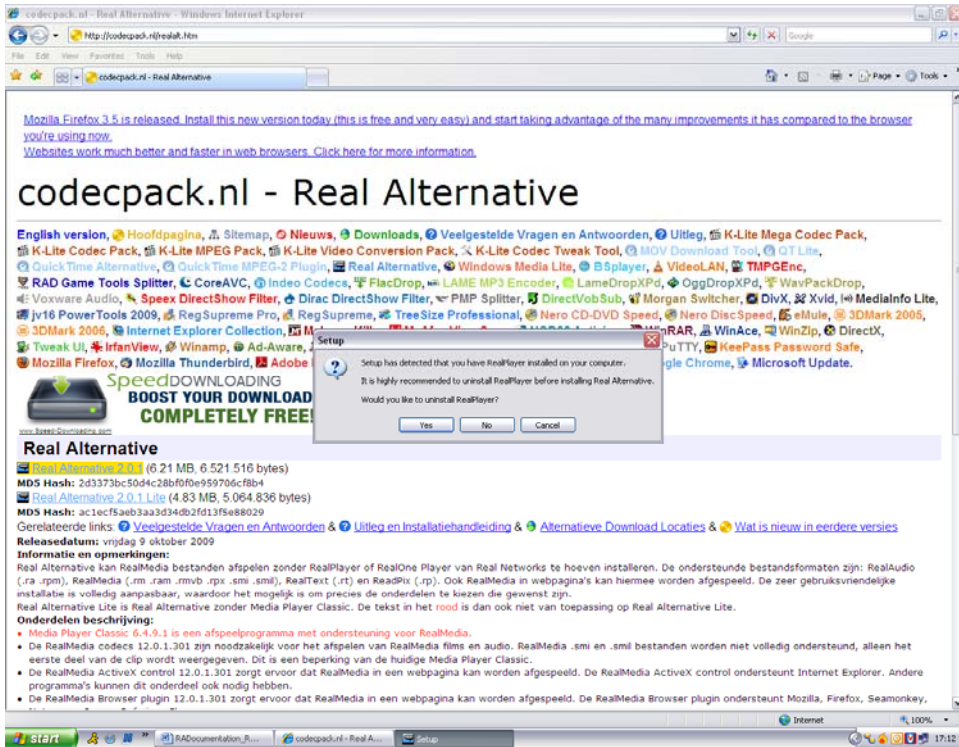 codecpack.nl - Real Alternative - Windows Internet Explorer
http://codecpack.nl/realalt.htm
Google
File Edit View Favorites Tools Help
codecpack.nl - Real Alternative
Page Tools
Mozilla Firefox 3.5 is released. Install this new version today (this is free and very easy) and start taking advantage of the many improvements it has compared to the browser
you're using now.
Websites work much better and faster in web browsers. Click here for more information.
codecpack.nl - Real Alternative
English version, Hoofdpagina, Sitemap, Nieuws, Downloads, Veelgestelde Vragen en Antwoorden, Uitleg, K-Lite Mega Codec Pack,
K-Lite Codec Pack, K-Lite MPEG Pack, K-Lite Video Conversion Pack, K-Lite Codec Tweak Tool, MOV Download Tool, QT Lite,
QuickTime Alternative, QuickTime MPEG-2 Plugin, Real Alternative, Windows Media Lite, BSplayer, VideoLAN, TMPGEnc,
RAD Game Tools Splitter, CoreAVC, Indeo Codecs, FlacDrop, LAME MP3 Encoder, LameDropXPd, OggDropXPd, WavPackDrop,
Voxware Audio, Speex DirectShow Filter, Dirac DirectShow Filter, PMP Splitter, DirectVobSub, Morgan Switcher, DivX, XviD, MediaInfo Lite,
jv16 PowerTools 2009, RegSupreme Pro, RegSupreme, TreeSize Professional, Nero CD-DVD Speed, Nero DiscSpeed, eMule, 3DMark 2005,
3DMark 2006, Internet Explorer Collection, WinRAR, WinAce, WinZip, DirectX,
Tweak UI, IrfanView, Winamp, Ad-Aware, PuTTY, KeePass Password Safe,
Mozilla Firefox, Mozilla Thunderbird, Adobe gle Chrome, Microsoft Update.
Setup
Setup has detected that you have RealPlayer installed on your computer.
It is highly recommended to uninstall RealPlayer before installing Real Alternative.
Would you like to uninstall RealPlayer?
Yes No Cancel
SpeedDOWNLOADING
BOOST YOUR DOWNLOAD
COMPLETELY FREE!
www.Speed-Downloading.com
Real Alternative
Real Alternative 2.0.1 (6.21 MB, 6.521.516 bytes)
MD5 Hash: 2d3373bc50d4c28bf0f0e959706cf8b4
Real Alternative 2.0.1 Lite (4.83 MB, 5.064.836 bytes)
MD5 Hash: ac1ecf5aeb3aa3d34db2fd13f5e88029
Gerelateerde links: Veelgestelde Vragen en Antwoorden & Uitleg en Installatiehandleiding & Alternatieve Download Locaties & Wat is nieuw in eerdere versies
Releasedatum: vrijdag 9 oktober 2009
Informatie en opmerkingen:
Real Alternative kan RealMedia bestanden afspelen zonder RealPlayer of RealOne Player van Real Networks te hoeven installeren. De ondersteunde bestandsformaten zijn: RealAudio
(.ra .rpm), RealMedia (.rm .ram .rmvb .rpx .smi .smil), RealText (.rt) en ReadPix (.rp). Ook RealMedia in webpagina's kan hiermee worden afgespeeld. De zeer gebruiksvriendelijke
installatie is volledig aanpasbaar, waardoor het mogelijk is om precies de onderdelen te kiezen die gewenst zijn.
Real Alternative Lite is Real Alternative zonder Media Player Classic. De tekst in het rood is dan ook niet van toepassing op Real Alternative Lite.
Onderdelen beschrijving:
• Media Player Classic 6.4.9.1 is een afspeelprogramma met ondersteuning voor RealMedia.
• De RealMedia codecs 12.0.1.301 zijn noodzakelijk voor het afspelen van RealMedia films en audio. RealMedia .smi en .smil bestanden worden niet volledig ondersteund, alleen het
eerste deel van de clip wordt weergegeven. Dit is een beperking van de huidige Media Player Classic.
• De RealMedia ActiveX control 12.0.1.301 zorgt ervoor dat RealMedia in een webpagina kan worden afgespeeld. De RealMedia ActiveX control ondersteunt Internet Explorer. Andere
programma's kunnen dit onderdeel ook nodig hebben.
• De RealMedia Browser plugin 12.0.1.301 zorgt ervoor dat RealMedia in een webpagina kan worden afgespeeld. De RealMedia Browser plugin ondersteunt Mozilla, Firefox, Seamonkey,
Internet 100%
start RADocumentation_R... codecpack.nl - Real A... Setup 17:12